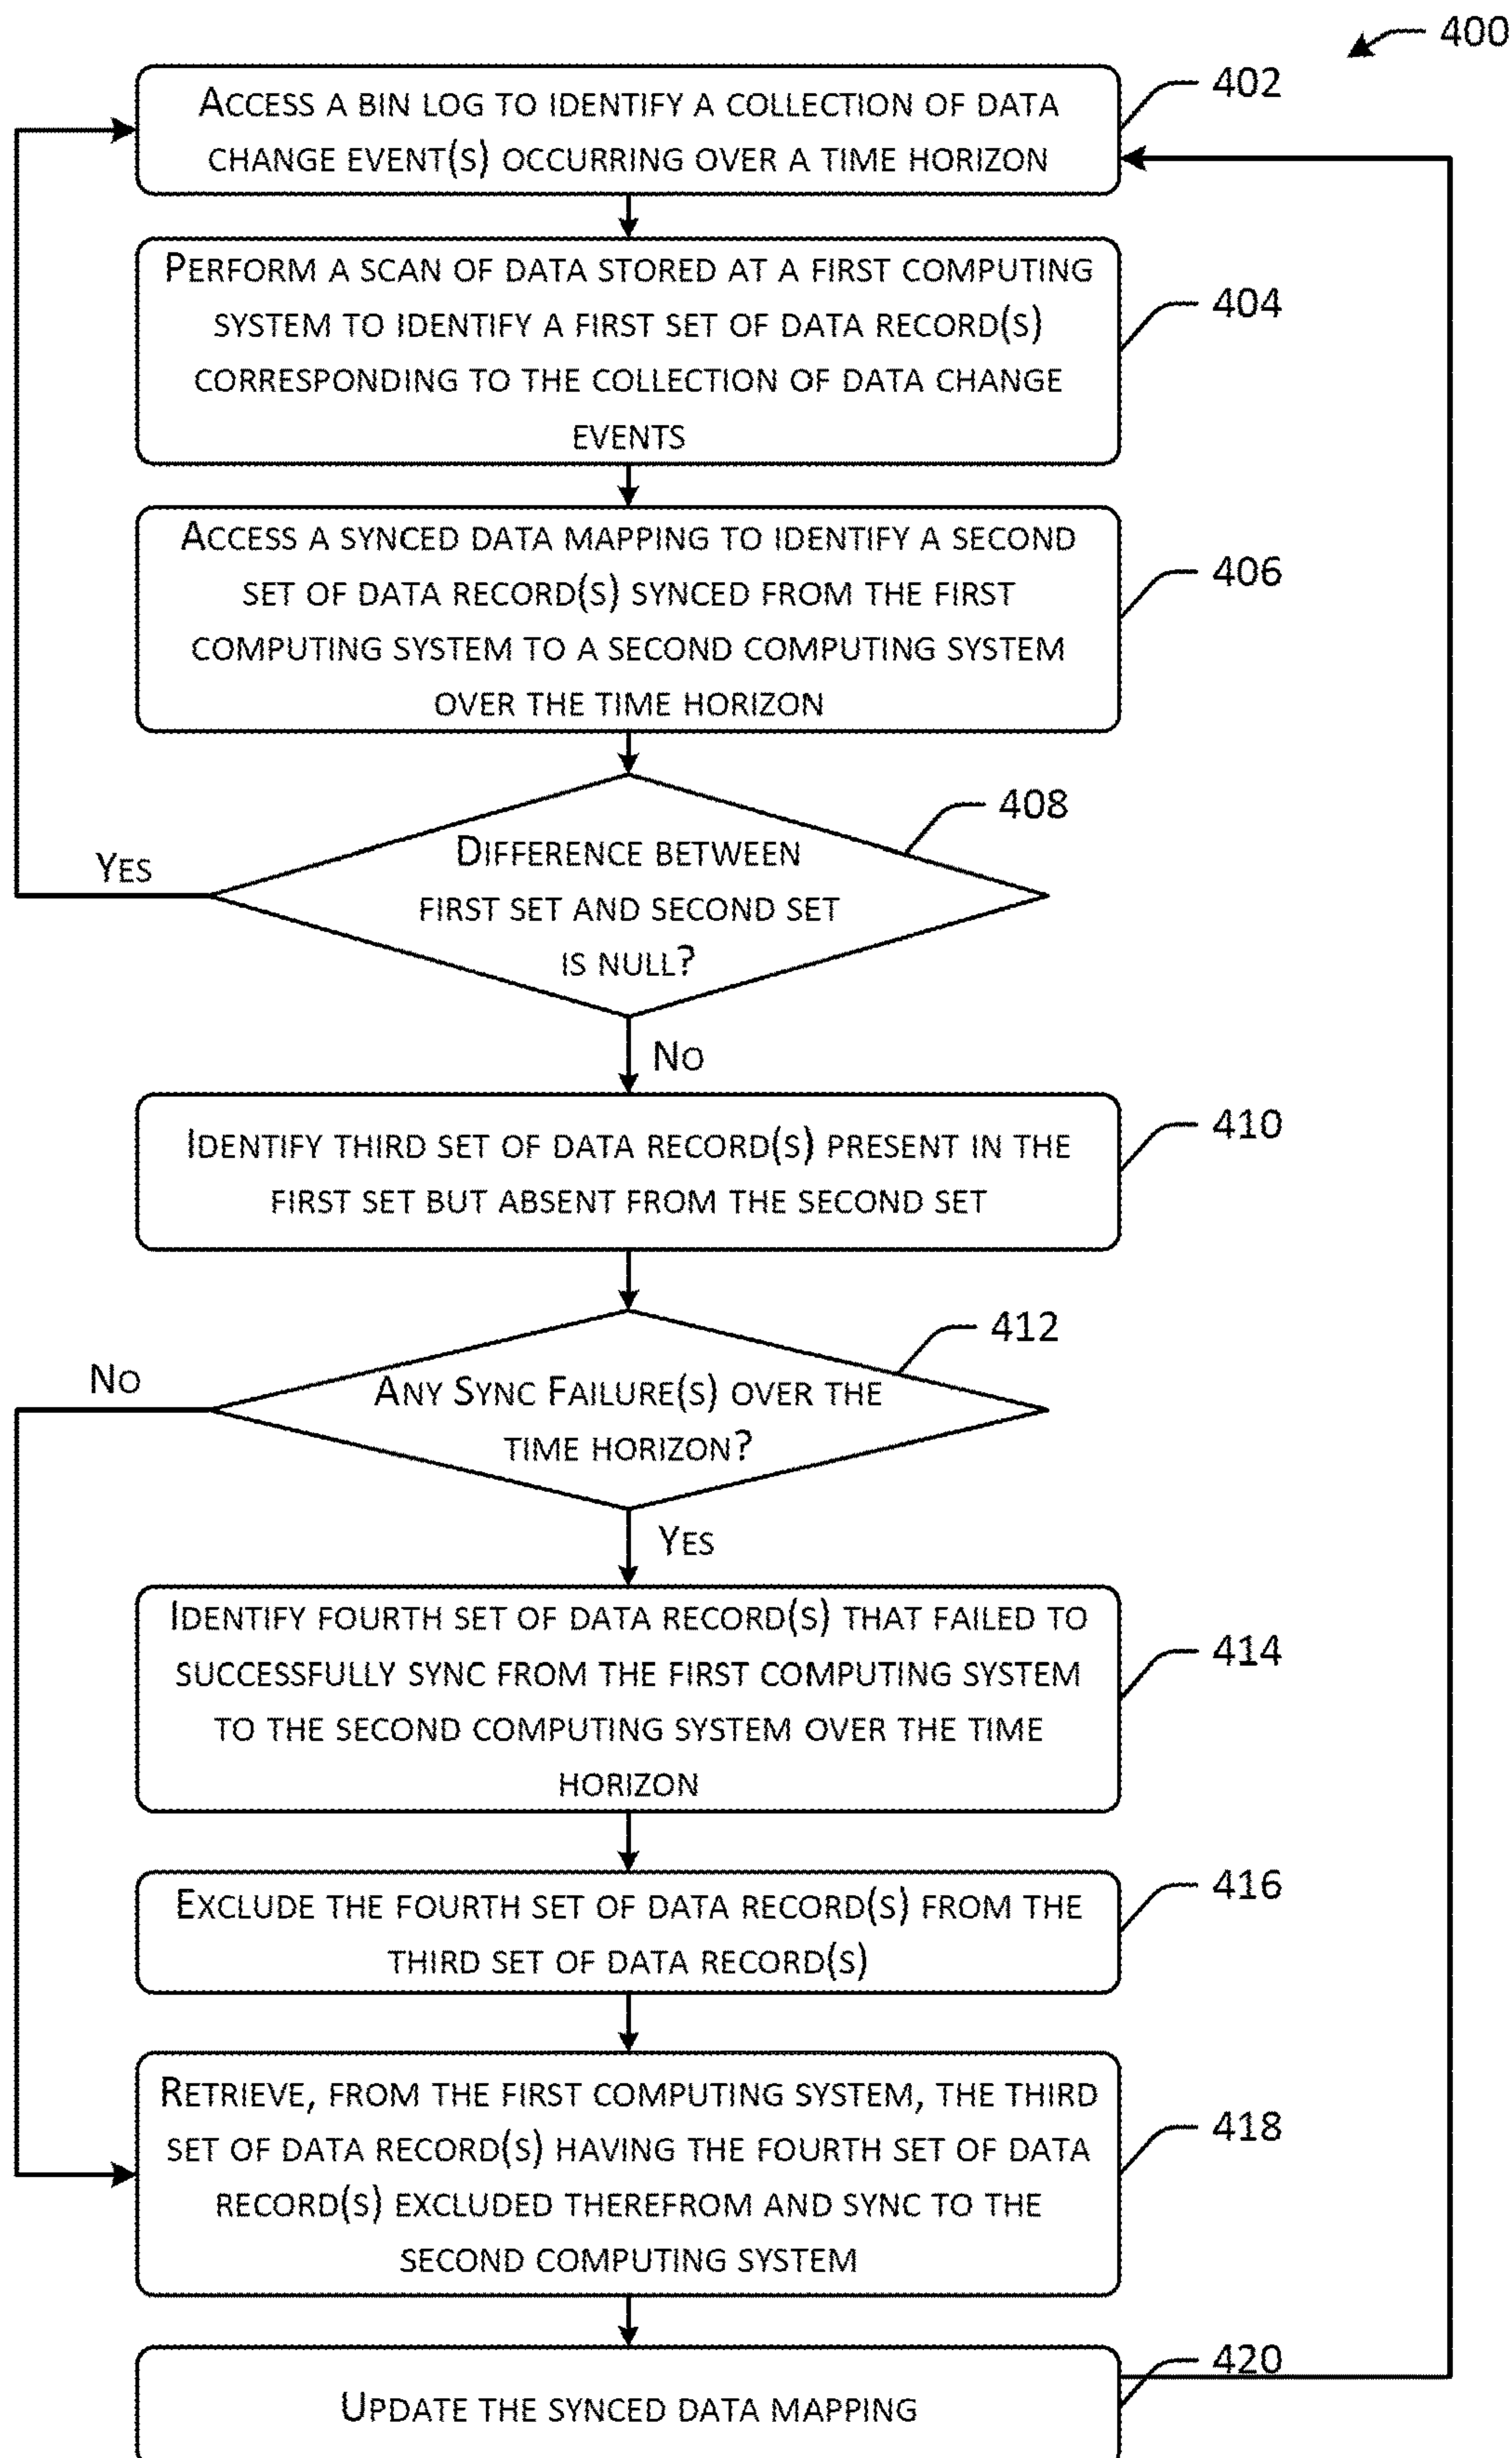 400
ACCESS A BIN LOG TO IDENTIFY A COLLECTION OF DATA
CHANGE EVENT(S) OCCURRING OVER A TIME HORIZON
402
PERFORM A SCAN OF DATA STORED AT A FIRST COMPUTING
SYSTEM TO IDENTIFY A FIRST SET OF DATA RECORD(S)
CORRESPONDING TO THE COLLECTION OF DATA CHANGE
EVENTS
404
ACCESS A SYNCED DATA MAPPING TO IDENTIFY A SECOND
SET OF DATA RECORD(S) SYNCED FROM THE FIRST
COMPUTING SYSTEM TO A SECOND COMPUTING SYSTEM
OVER THE TIME HORIZON
406
DIFFERENCE BETWEEN
FIRST SET AND SECOND SET
IS NULL?
408
YES
NO
IDENTIFY THIRD SET OF DATA RECORD(S) PRESENT IN THE
FIRST SET BUT ABSENT FROM THE SECOND SET
410
ANY SYNC FAILURE(S) OVER THE
TIME HORIZON?
412
NO
YES
IDENTIFY FOURTH SET OF DATA RECORD(S) THAT FAILED TO
SUCCESSFULLY SYNC FROM THE FIRST COMPUTING SYSTEM
TO THE SECOND COMPUTING SYSTEM OVER THE TIME
HORIZON
414
EXCLUDE THE FOURTH SET OF DATA RECORD(S) FROM THE
THIRD SET OF DATA RECORD(S)
416
RETRIEVE, FROM THE FIRST COMPUTING SYSTEM, THE THIRD
SET OF DATA RECORD(S) HAVING THE FOURTH SET OF DATA
RECORD(S) EXCLUDED THEREFROM AND SYNC TO THE
SECOND COMPUTING SYSTEM
418
UPDATE THE SYNCED DATA MAPPING
420